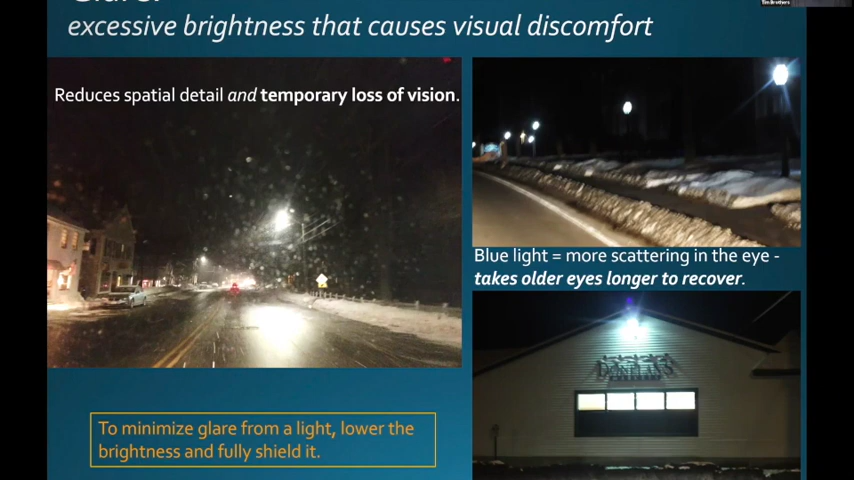 excessive brightness that causes visual discomfort
Reduces spatial detail and temporary loss of vision.
Blue light = more scattering in the eye -
takes older eyes longer to recover.
To minimize glare from a light, lower the
brightness and fully shield it.
Tim Brothers